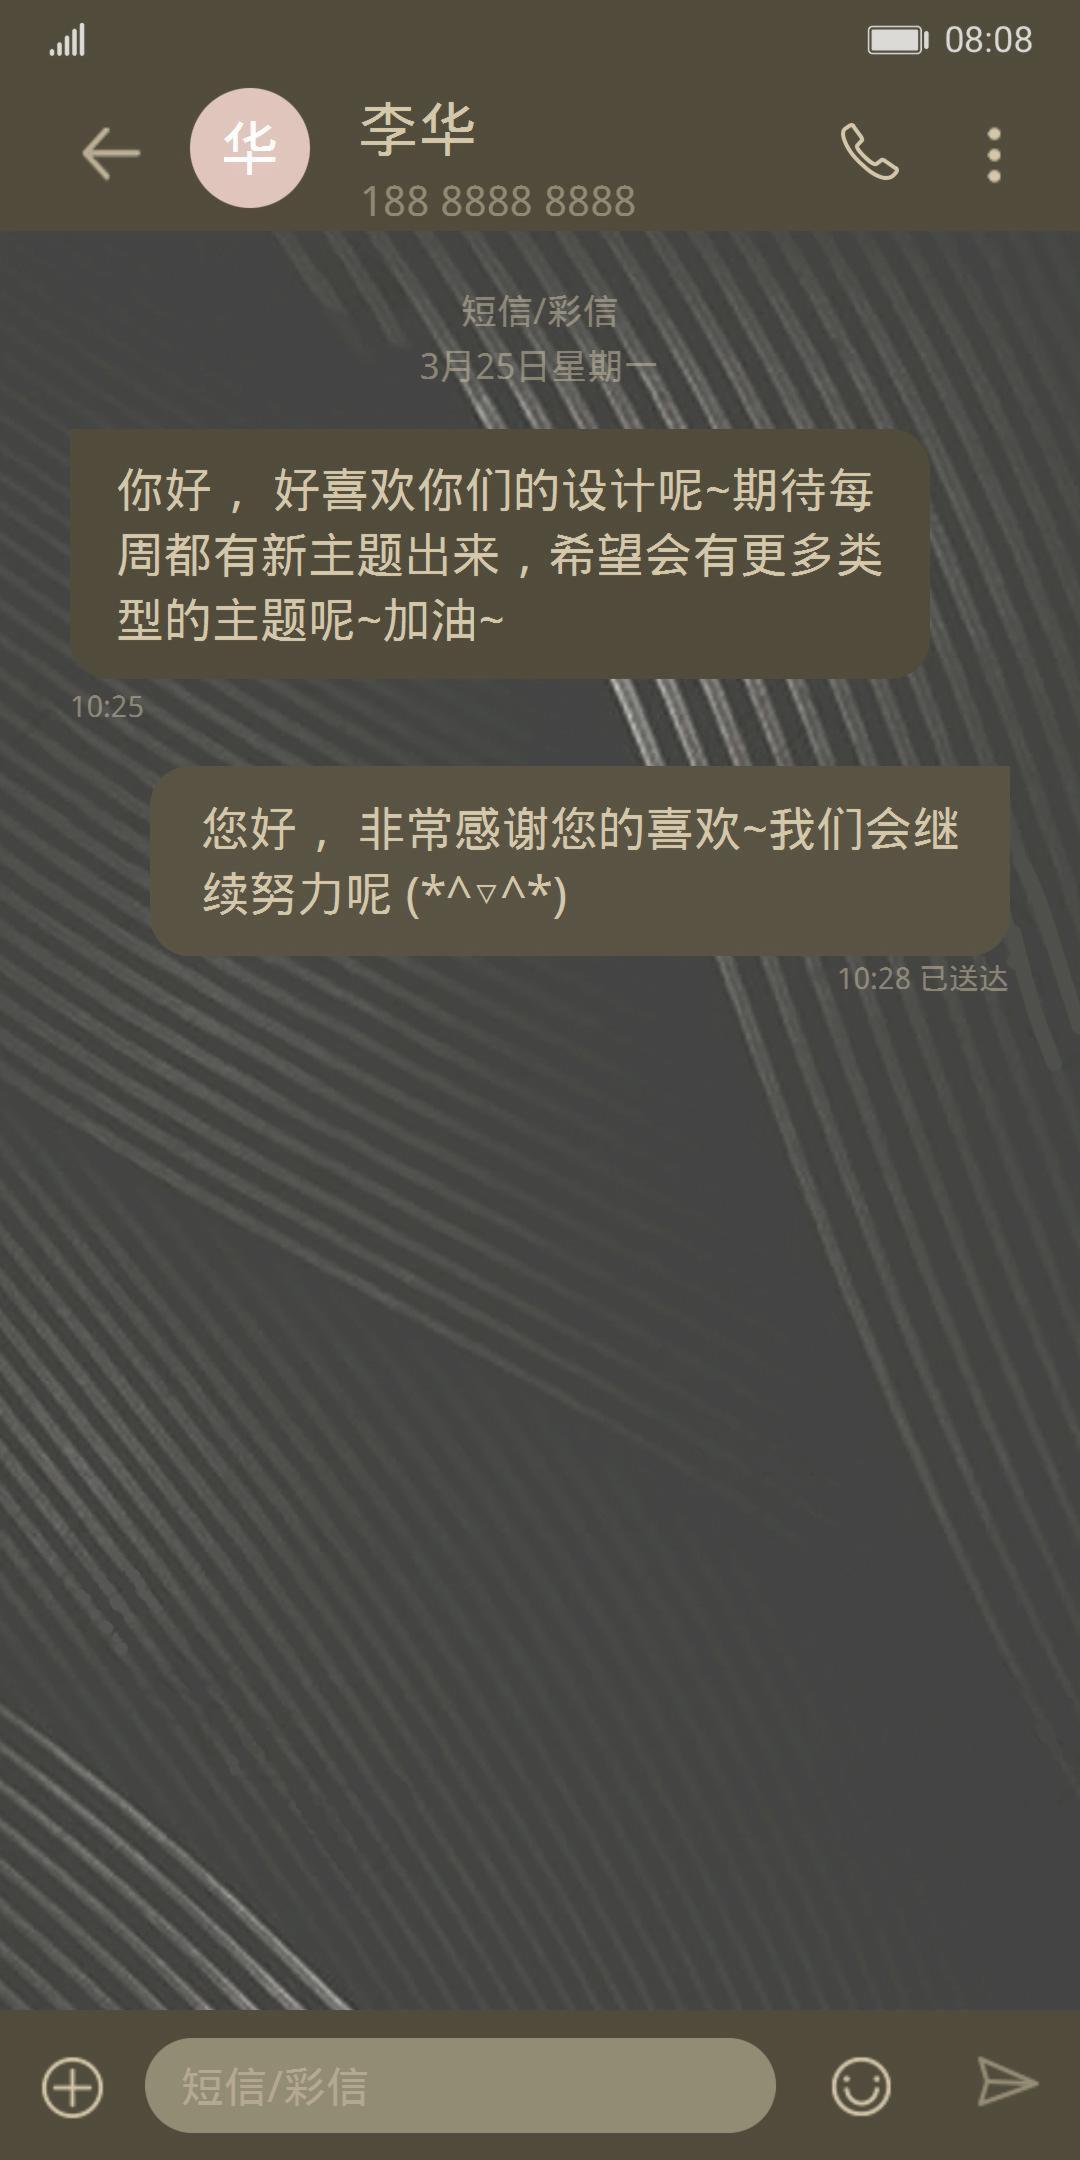 08:08
华
李华
188 8888 8888
短信/彩信
3月25日星期一
你好，好喜欢你们的设计呢~期待每
周都有新主题出来，希望会有更多类
型的主题呢~加油~
10:25
您好，非常感谢您的喜欢~我们会继
续努力呢 (*^▽^*)
10:28 已送达
短信/彩信